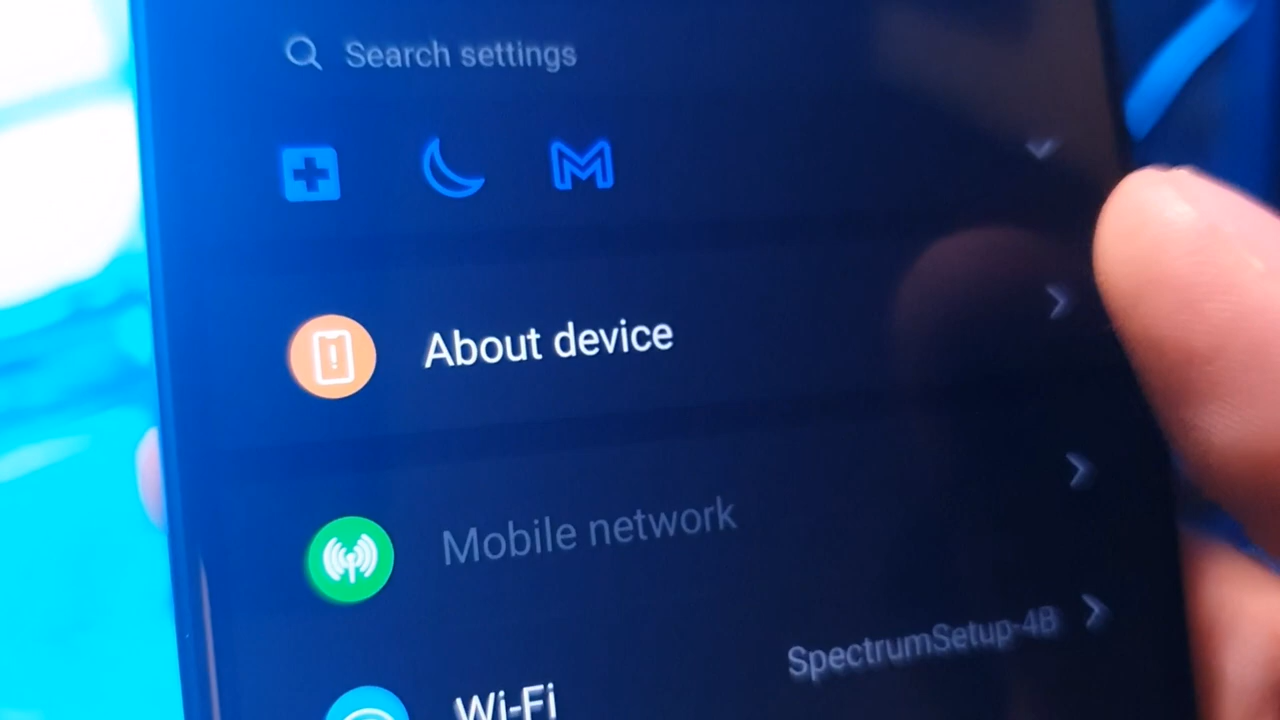 Search settings
About device
Mobile network
SpectrumSetup-4B
Wi-Fi